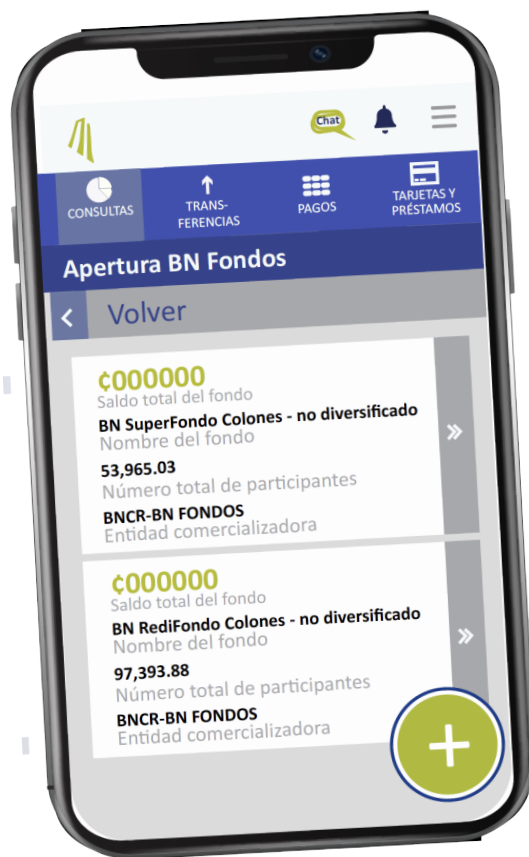 Chat
CONSULTAS
TRANS-
FERENCIAS
PAGOS
TARJETAS Y
PRÉSTAMOS
Apertura BN Fondos
Volver
₡000000
Saldo total del fondo
BN SuperFondo Colones - no diversificado
Nombre del fondo
53,965.03
Número total de participantes
BNCR-BN FONDOS
Entidad comercializadora
₡000000
Saldo total del fondo
BN RediFondo Colones - no diversificado
Nombre del fondo
97,393.88
Número total de participantes
BNCR-BN FONDOS
Entidad comercializadora